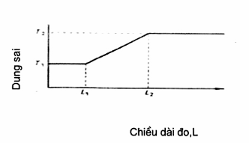 T₂
Dung sai
T₁
L₁
L₂
Chiều dài đo,L